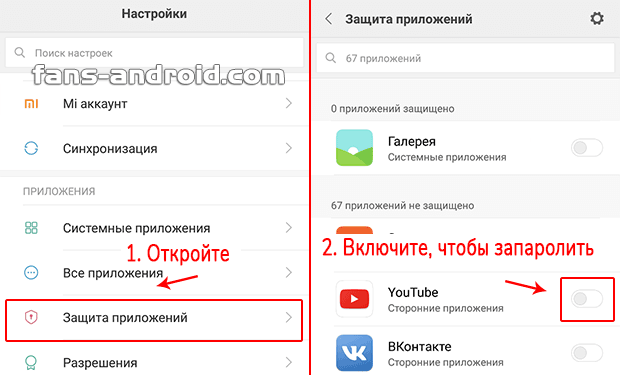 Настройки
Поиск настроек
fans-android.com
Mi аккаунт
Синхронизация
ПРИЛОЖЕНИЯ
Системные приложения
1. Откройте
Все приложения
Защита приложений
Разрешения
Защита приложений
67 приложений
0 приложений защищено
Галерея
Системные приложения
67 приложений не защищено
2. Включите, чтобы запаролить
YouTube
Сторонние приложения
ВКонтакте
Сторонние приложения